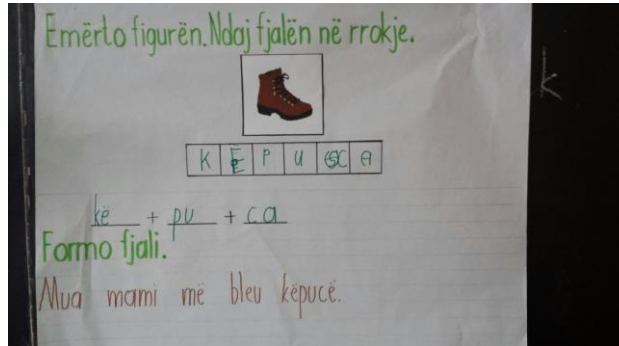 Emërto figurën. Ndaj fjalën në rrokje.
K Ë P U C A
kë + pu + ca
Formo fjali.
Mua mami më bleu këpucë.